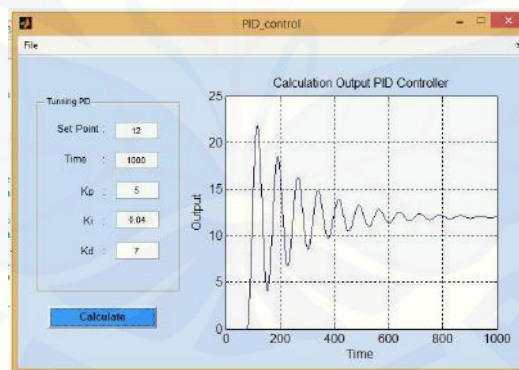 PID_control
File
Tunning PID
Set Point : 12
Time : 1000
Kp : 5
Ki : 0.04
Kd : 7
Calculate
Calculation Output PID Controller
Output
25
20
15
10
5
0
0 200 400 600 800 1000
Time